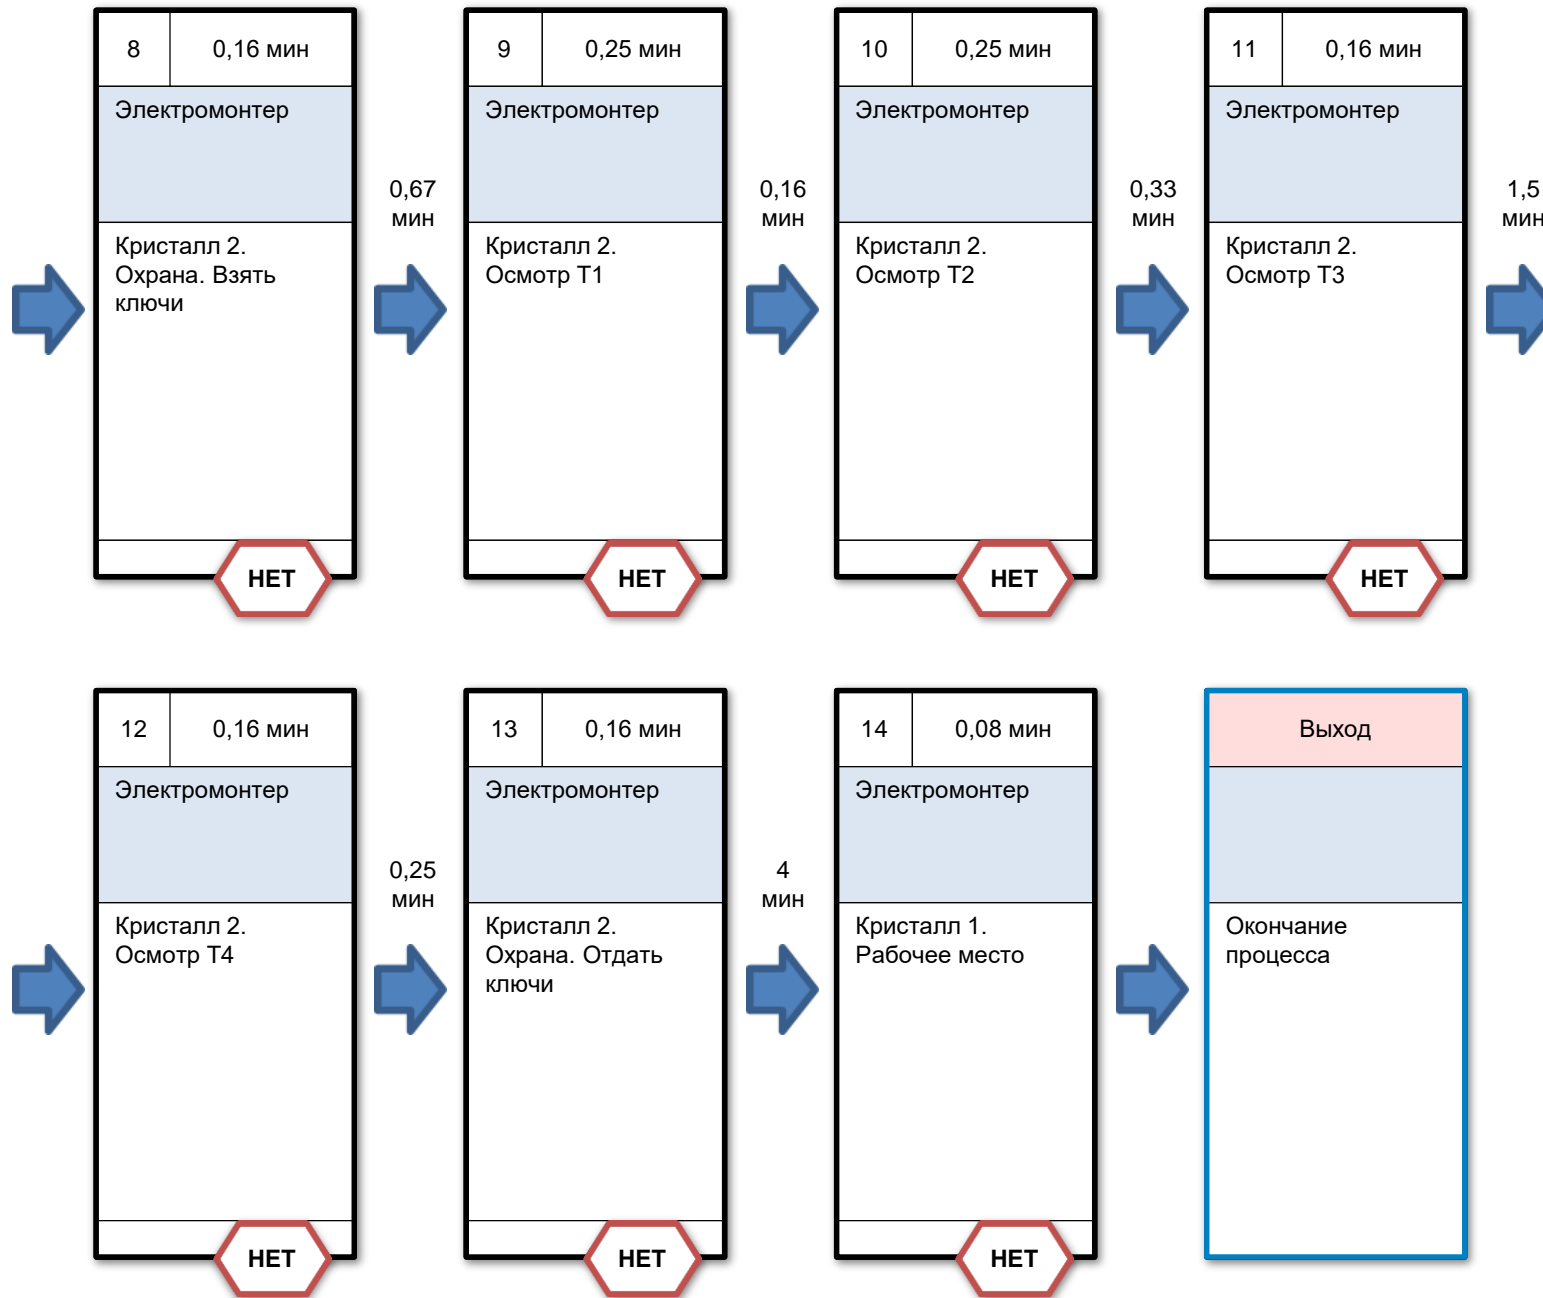 8 0,16 мин
Электромонтер
Кристалл 2.
Охрана. Взять
ключи
НЕТ
0,67
мин
9 0,25 мин
Электромонтер
Кристалл 2.
Осмотр Т1
НЕТ
0,16
мин
10 0,25 мин
Электромонтер
Кристалл 2.
Осмотр Т2
НЕТ
0,33
мин
11 0,16 мин
Электромонтер
Кристалл 2.
Осмотр Т3
НЕТ
1,5
мин
12 0,16 мин
Электромонтер
Кристалл 2.
Осмотр Т4
НЕТ
0,25
мин
13 0,16 мин
Электромонтер
Кристалл 2.
Охрана. Отдать
ключи
НЕТ
4
мин
14 0,08 мин
Электромонтер
Кристалл 1.
Рабочее место
НЕТ
Выход
Окончание
процесса